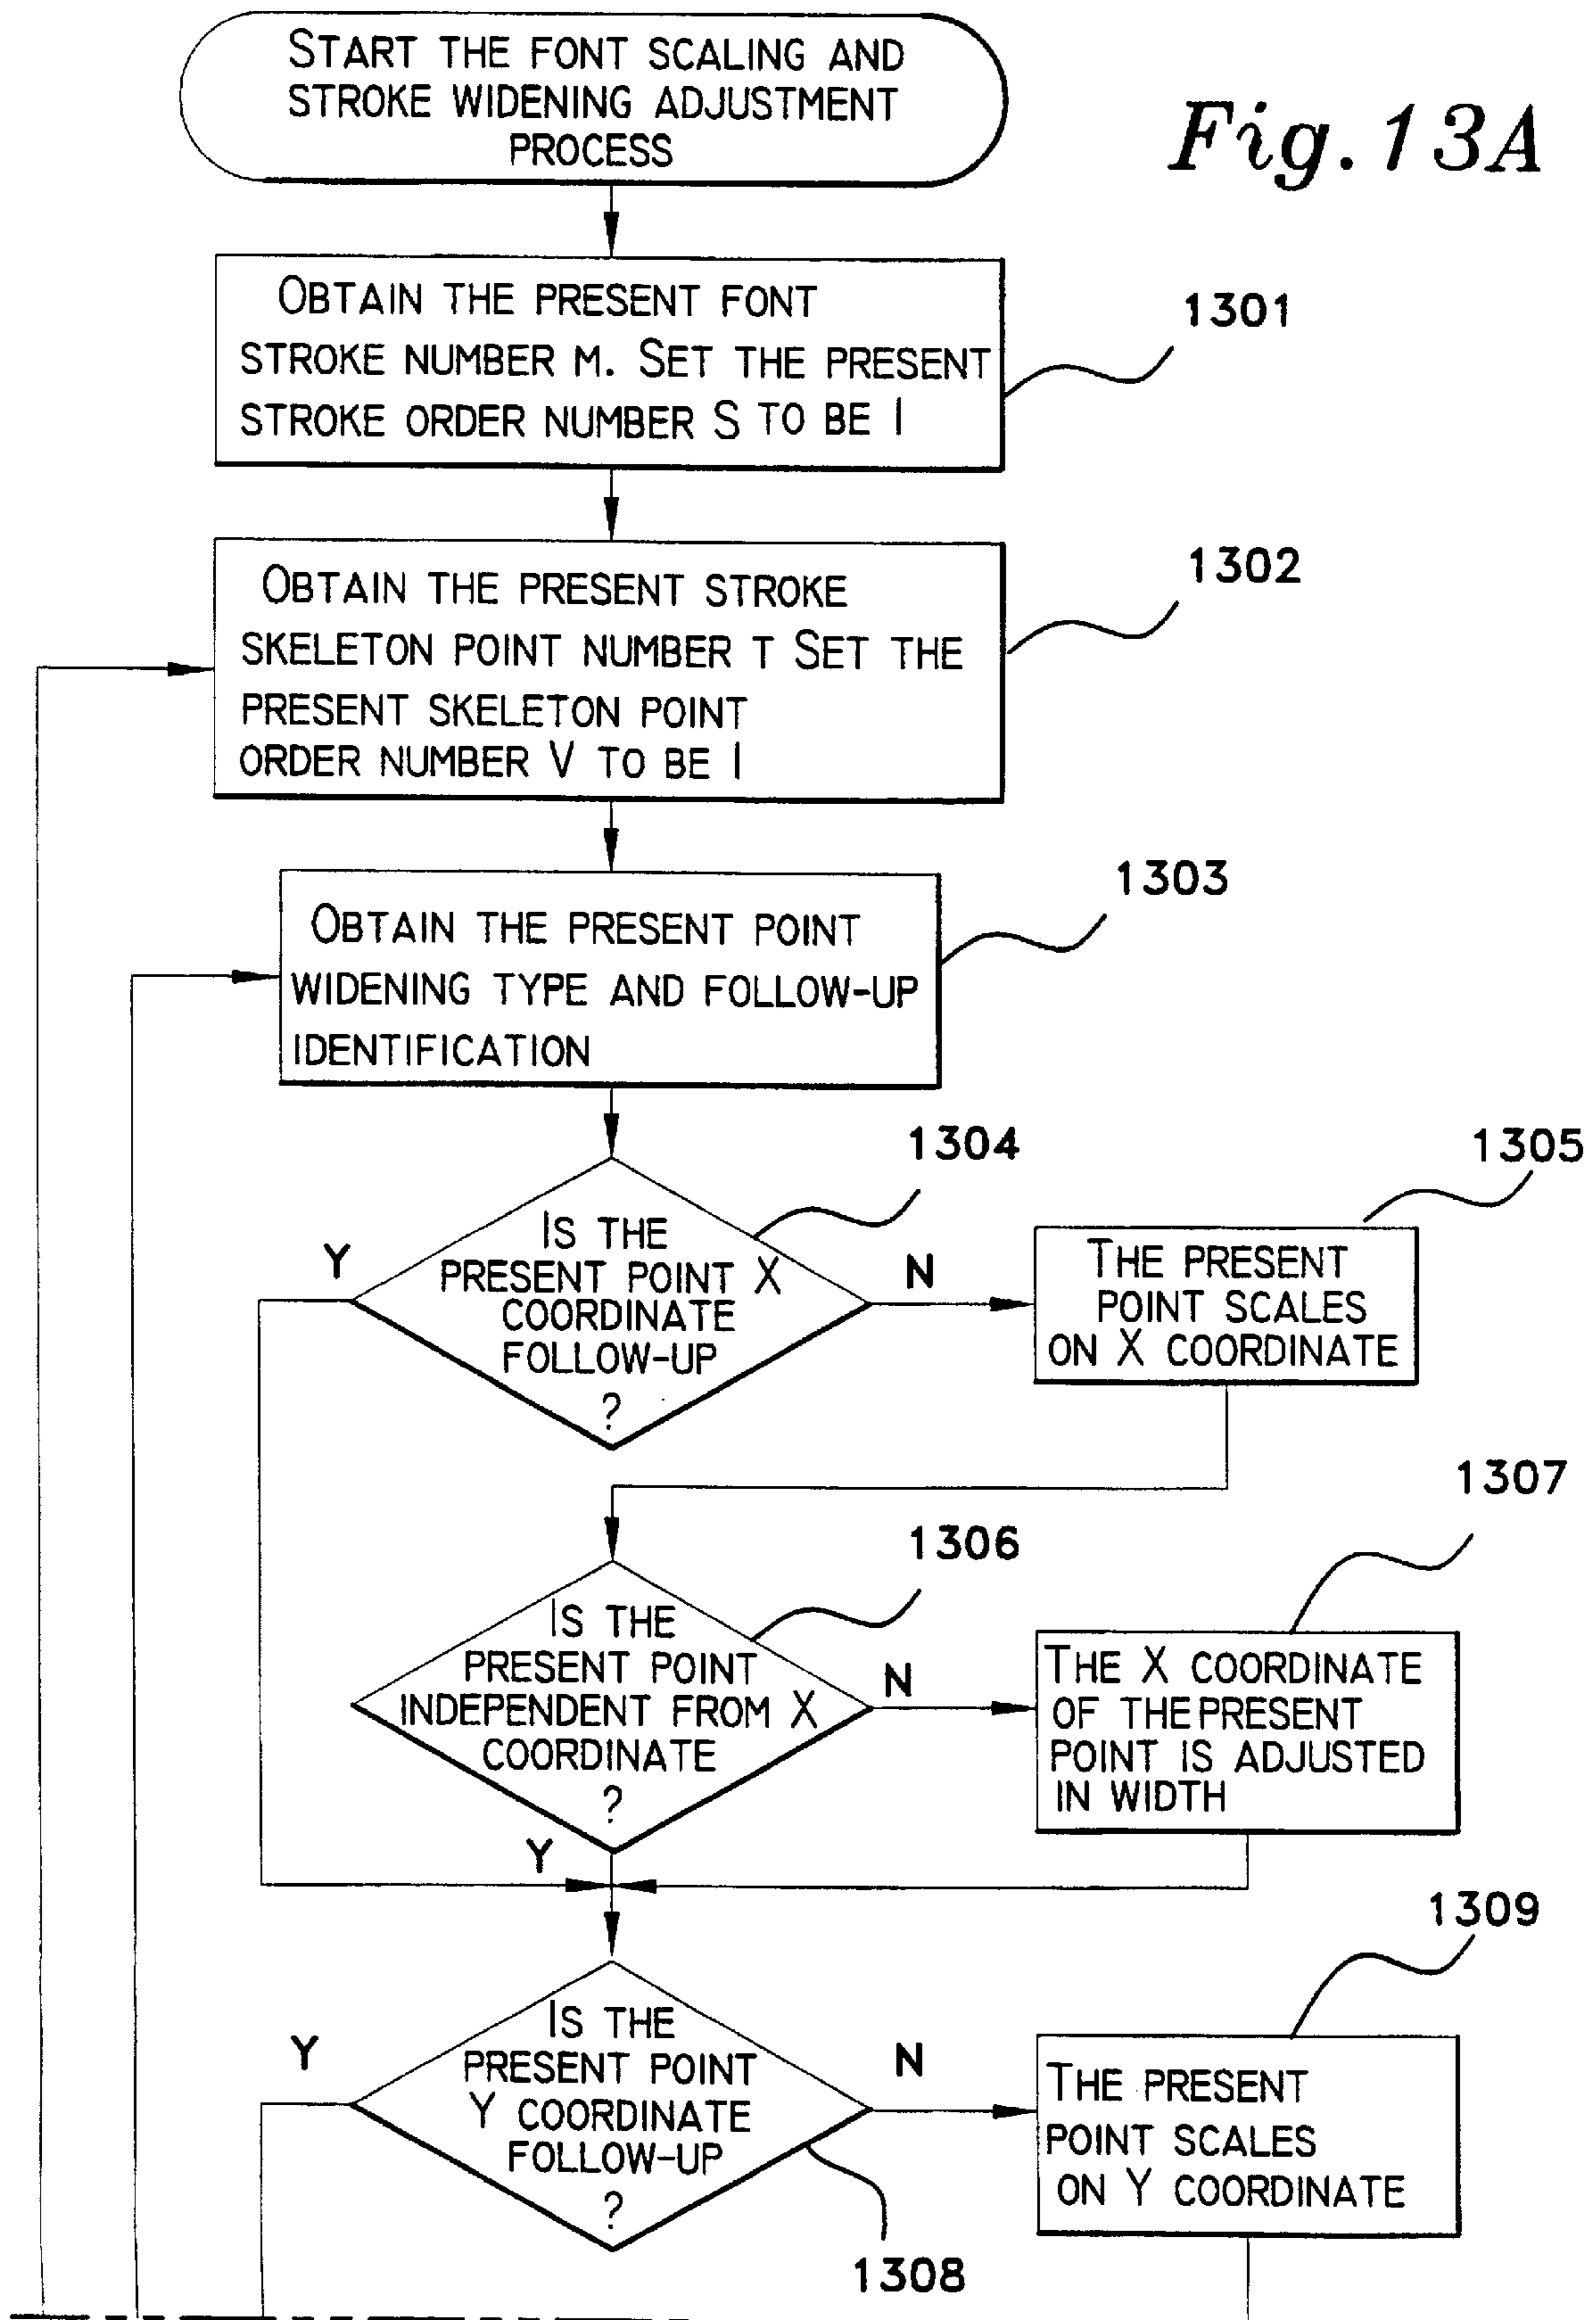 START THE FONT SCALING AND
STROKE WIDENING ADJUSTMENT
PROCESS
Fig. 13A
OBTAIN THE PRESENT FONT
STROKE NUMBER M. SET THE PRESENT
STROKE ORDER NUMBER S TO BE 1
1301
OBTAIN THE PRESENT STROKE
SKELETON POINT NUMBER T SET THE
PRESENT SKELETON POINT
ORDER NUMBER V TO BE 1
1302
OBTAIN THE PRESENT POINT
WIDENING TYPE AND FOLLOW-UP
IDENTIFICATION
1303
1304
IS THE
PRESENT POINT X
COORDINATE
FOLLOW-UP
?
Y
N
1305
THE PRESENT
POINT SCALES
ON X COORDINATE
1306
IS THE
PRESENT POINT
INDEPENDENT FROM X
COORDINATE
?
N
Y
1307
THE X COORDINATE
OF THE PRESENT
POINT IS ADJUSTED
IN WIDTH
IS THE
PRESENT POINT
Y COORDINATE
FOLLOW-UP
?
Y
N
1308
1309
THE PRESENT
POINT SCALES
ON Y COORDINATE